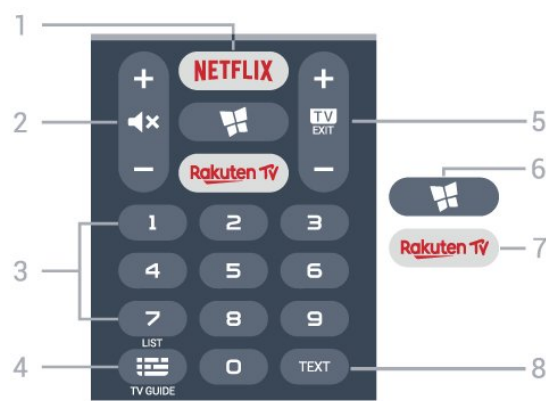 1
NETFLIX
+ +
2
TV
EXIT
5
6
- -
Rakuten TV
Rakuten TV
7
1 2 3
3
4 5 6
7 8 9
LIST
4
0
TEXT
8
TV GUIDE